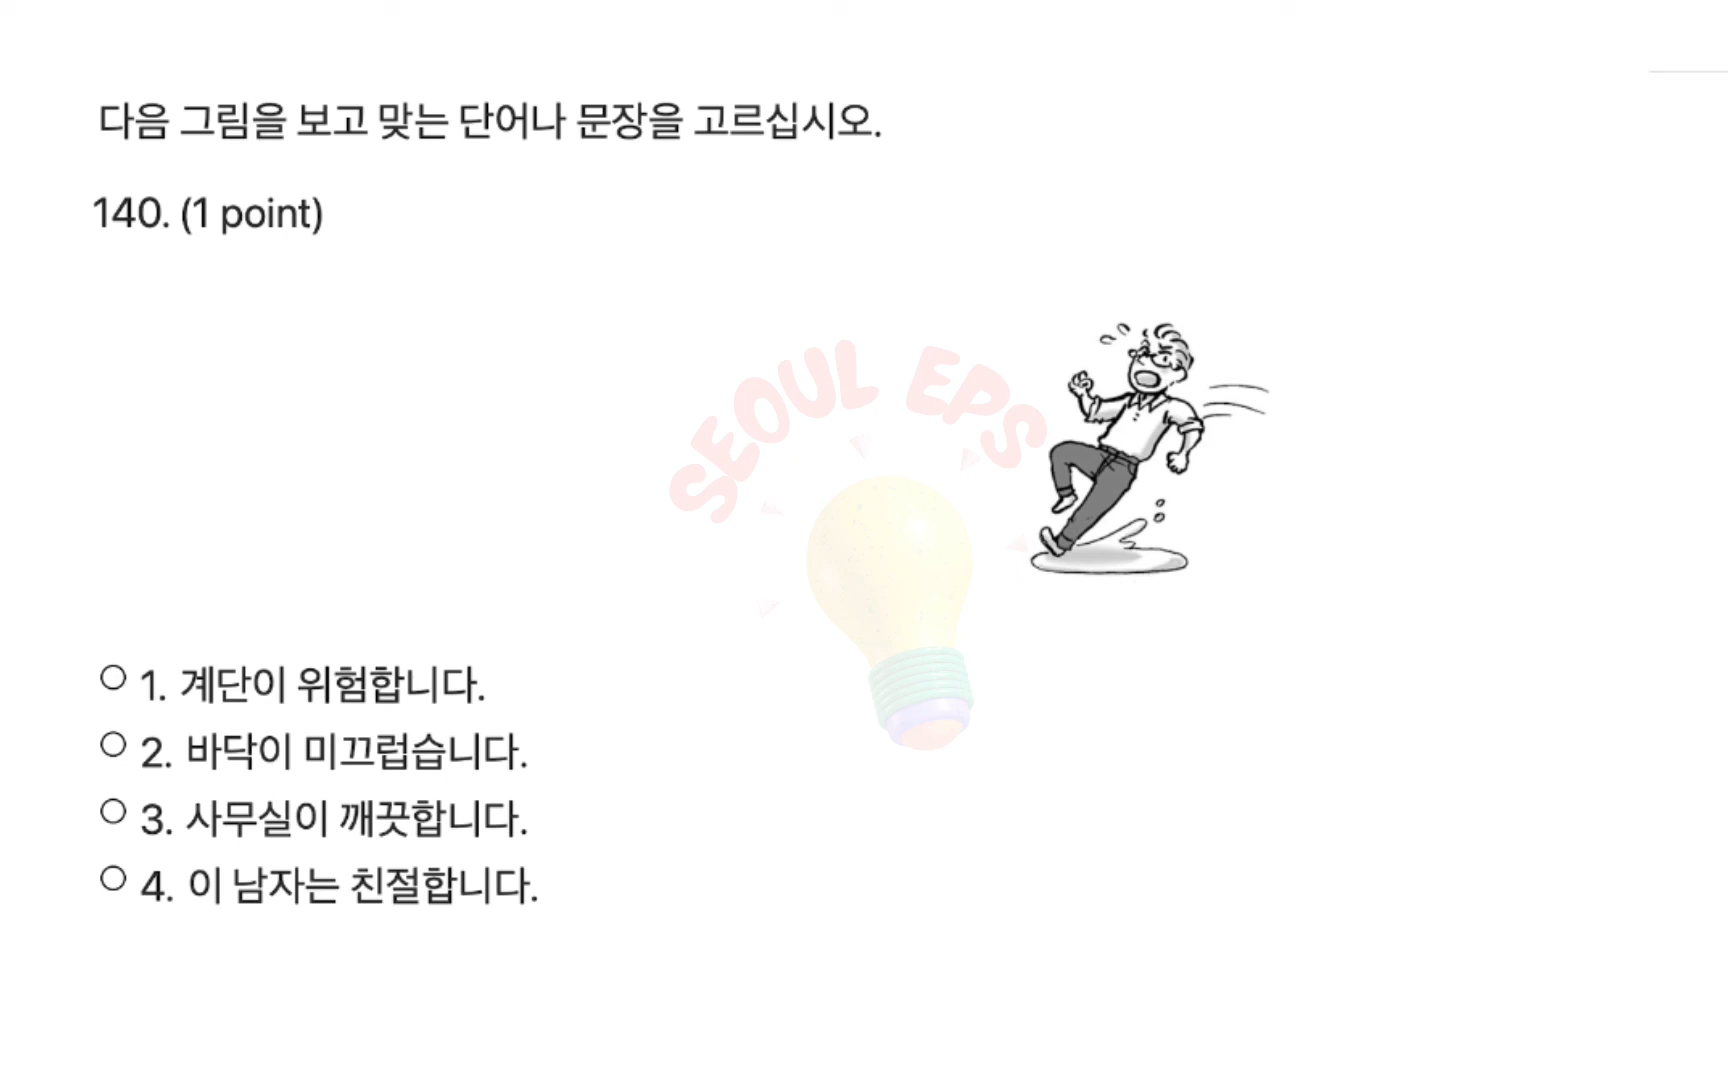 다음 그림을 보고 맞는 단어나 문장을 고르십시오.
140. (1 point)
SEOUL EPS
1. 계단이 위험합니다.
2. 바닥이 미끄럽습니다.
3. 사무실이 깨끗합니다.
4. 이 남자는 친절합니다.